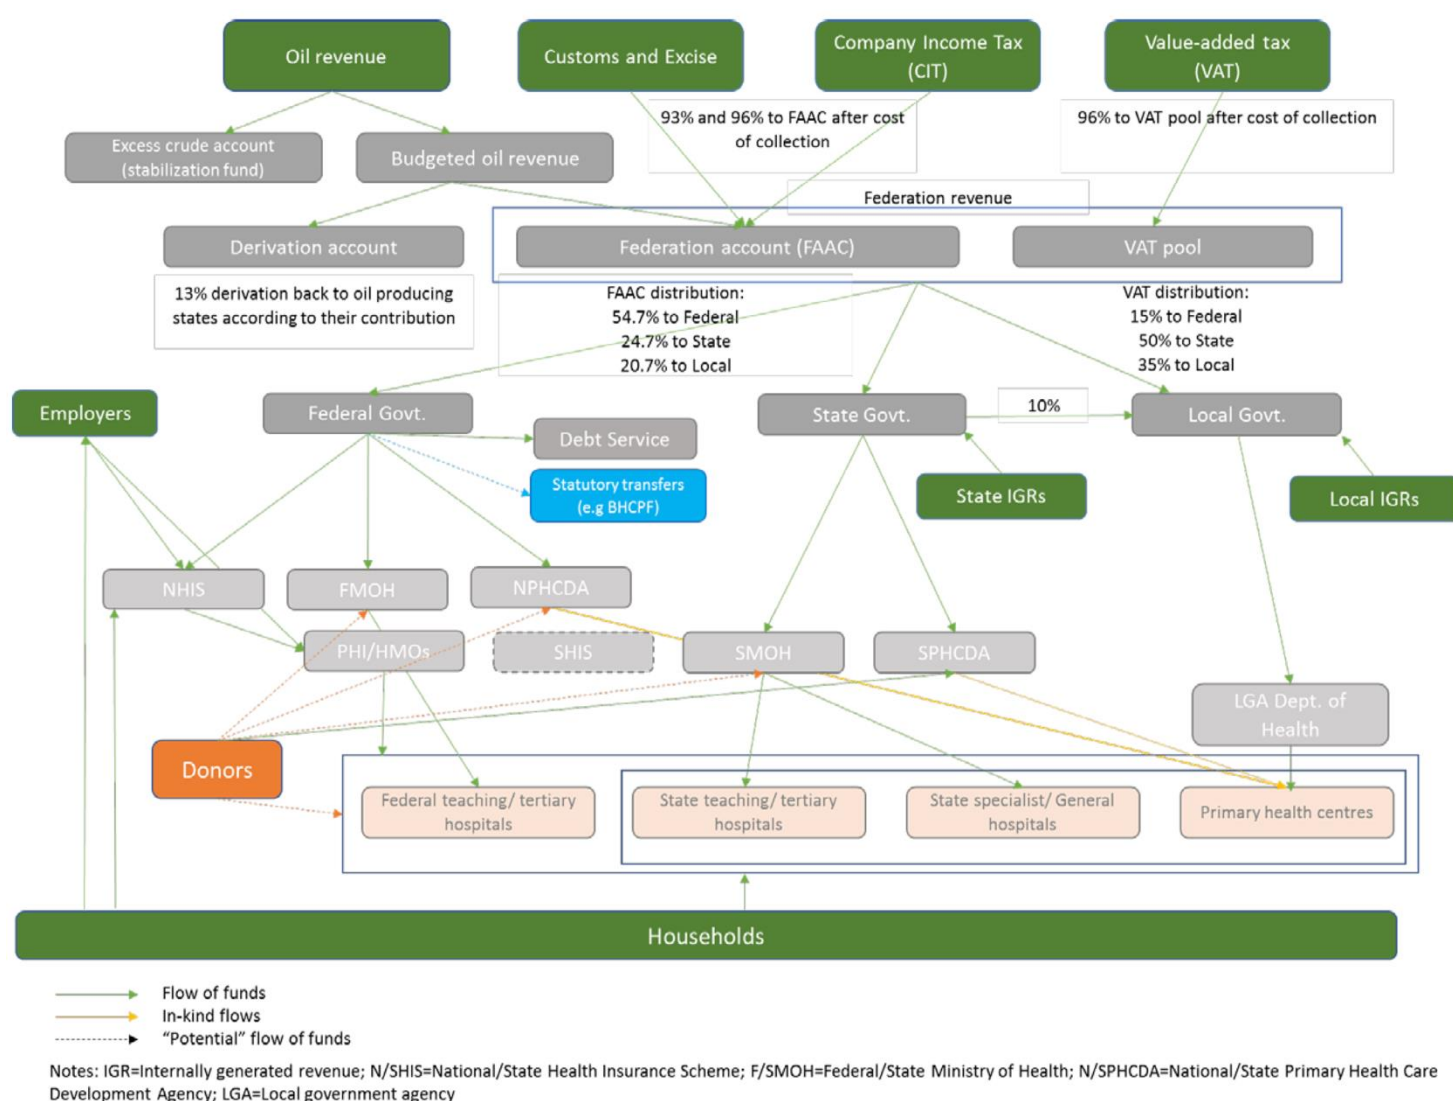 Oil revenue
Customs and Excise
Company Income Tax
(CIT)
Value-added tax
(VAT)
93% and 96% to FAAC after cost
of collection
96% to VAT pool after cost of collection
Excess crude account
(stabilization fund)
Budgeted oil revenue
Federation revenue
Derivation account
Federation account (FAAC)
VAT pool
13% derivation back to oil producing
states according to their contribution
FAAC distribution:
54.7% to Federal
24.7% to State
20.7% to Local
VAT distribution:
15% to Federal
50% to State
35% to Local
Employers
Federal Govt.
State Govt.
10%
Local Govt.
Debt Service
Statutory transfers
(e.g BHCPF)
State IGRs
Local IGRs
NHIS
FMOH
NPHCDA
PHI/HMOs
SHIS
SMOH
SPHCDA
LGA Dept. of
Health
Donors
Federal teaching/ tertiary
hospitals
State teaching/ tertiary
hospitals
State specialist/ General
hospitals
Primary health centres
Households
Flow of funds
In-kind flows
“Potential” flow of funds
Notes: IGR=Internally generated revenue; N/SHIS=National/State Health Insurance Scheme; F/SMOH=Federal/State Ministry of Health; N/SPHCDA=National/State Primary Health Care
Development Agency; LGA=Local government agency